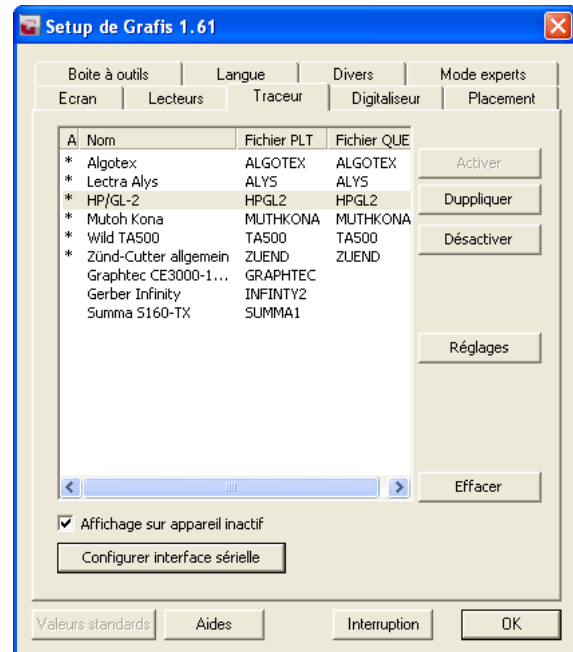 Setup de Grafis 1.61
Boite à outils Langue Divers Mode experts
Ecran Lecteurs Traceur Digitaliseur Placement
A Nom Fichier PLT Fichier QUE
* Algotex ALGOTEX ALGOTEX
* Lectra Alys ALYS ALYS
* HP/GL-2 HPGL2 HPGL2
* Mutoh Kona MUTHKONA MUTHKONA
* Wild TA500 TA500 TA500
* Zünd-Cutter allgemein ZUEND ZUEND
Graphtec CE3000-1... GRAPHTEC
Gerber Infinity INFINTY2
Summa S160-TX SUMMA1
Activer
Duppliquer
Désactiver
Réglages
Effacer
Affichage sur appareil inactif
Configurer interface sérielle
Valeurs standards Aides Interruption OK